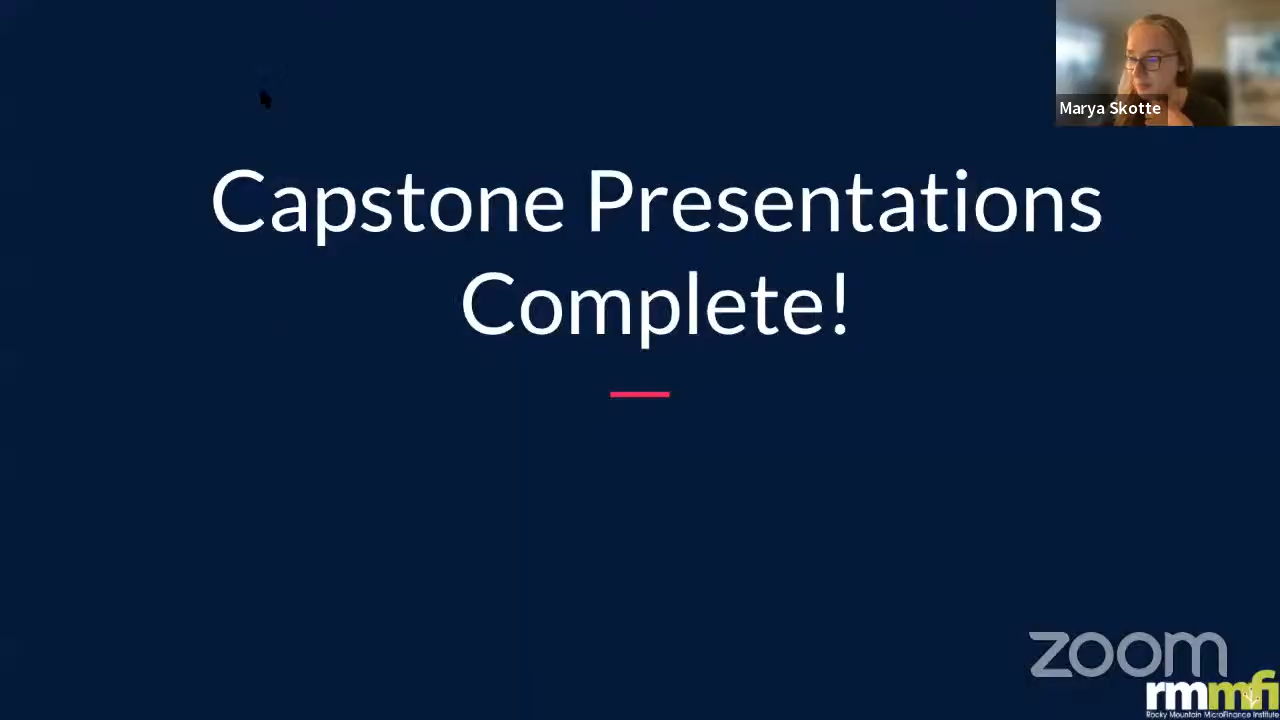 Marya Skotte
Capstone Presentations
Complete!
zoom
rmmfi
Rocky Mountain MicroFinance Institute